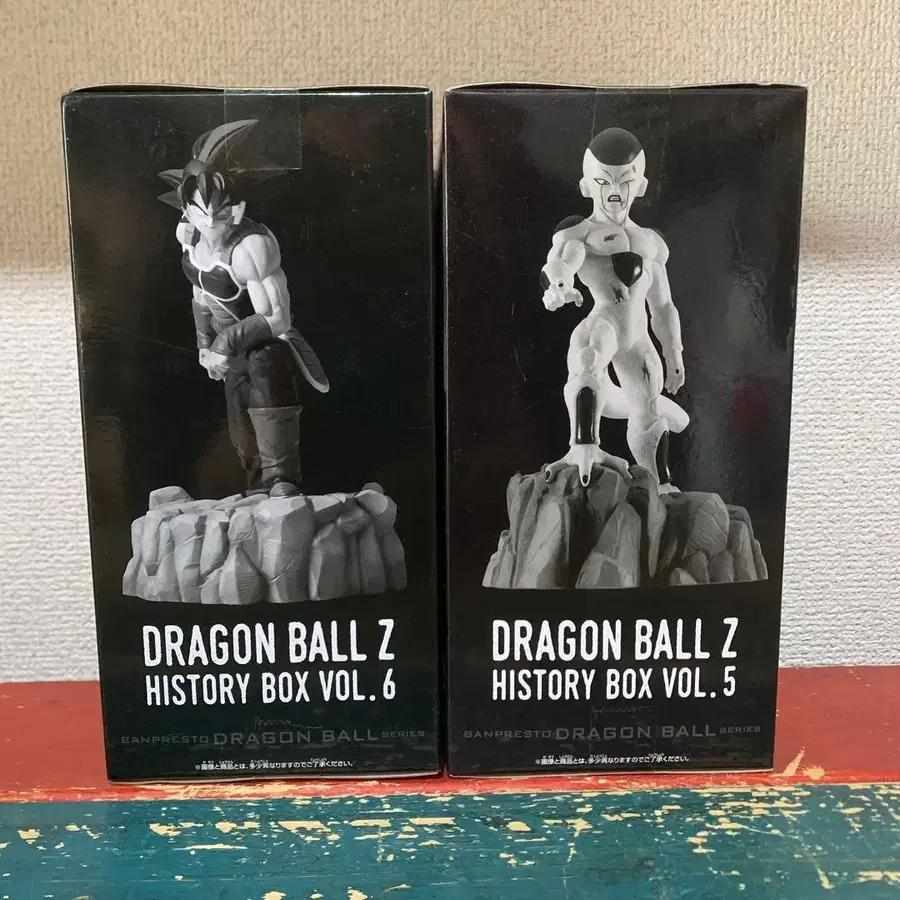 DRAGON BALL Z
HISTORY BOX VOL. 6
BANPRESTO DRAGON BALL SERIES
※画像と商品とは、多少異なりますのでご了承ください。
DRAGON BALL Z
HISTORY BOX VOL. 5
BANPRESTO DRAGON BALL SERIES
※画像と商品とは、多少異なりますのでご了承ください。